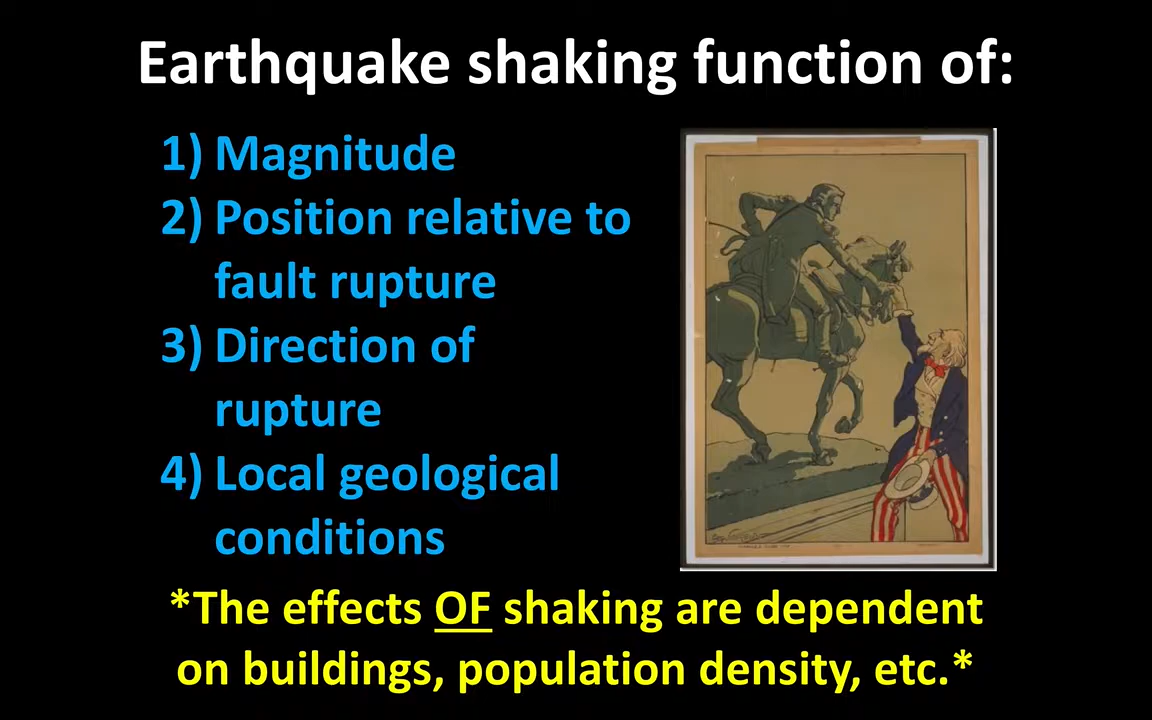 Earthquake shaking function of:
1) Magnitude
2) Position relative to
fault rupture
3) Direction of
rupture
4) Local geological
conditions
*The effects OF shaking are dependent
on buildings, population density, etc.*